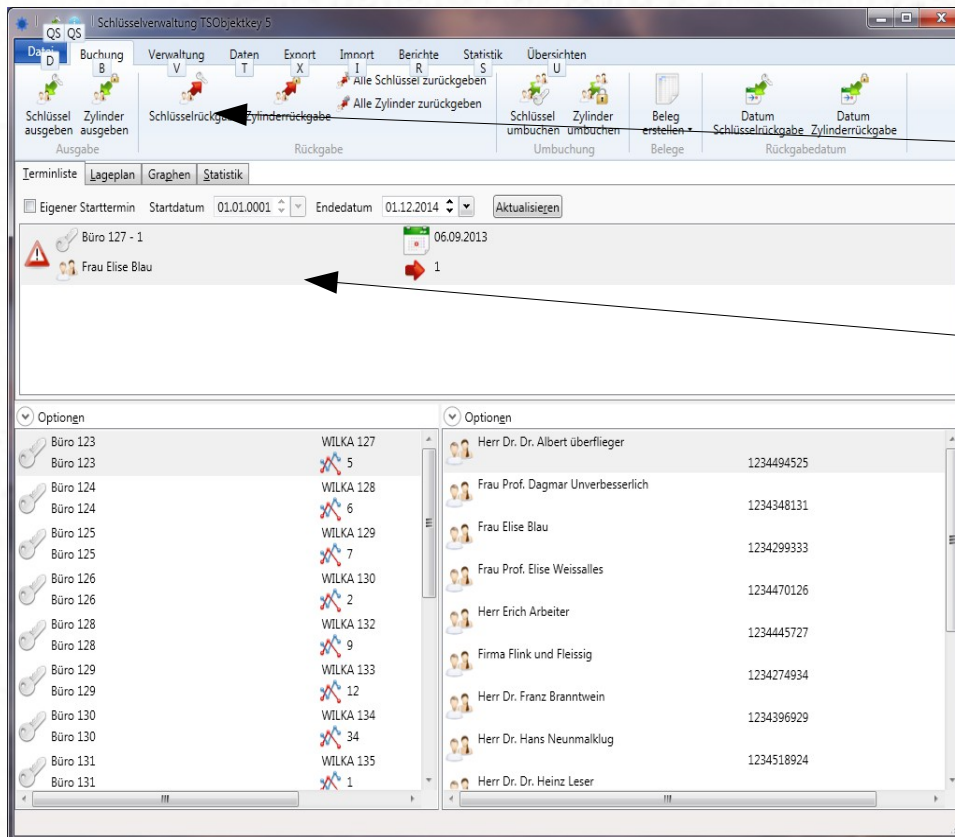 Schlüsselverwaltung TSObjektkey 5
QS QS
Datei Buchung Verwaltung Daten Export Import Berichte Statistik Übersichten
D B V T X I R S U
Alle Schlüssel zurückgeben
Alle Zylinder zurückgeben
Schlüssel ausgeben
Zylinder ausgeben
Schlüsselrückgabe
Zylinderrückgabe
Schlüssel umbuchen
Zylinder umbuchen
Beleg erstellen
Datum Schlüsselrückgabe
Datum Zylinderrückgabe
Ausgabe Rückgabe Umbuchung Belege Rückgabedatum
Terminliste Lageplan Graphen Statistik
Eigener Starttermin Startdatum 01.01.0001 Endedatum 01.12.2014 Aktualisieren
Büro 127 - 1 06.09.2013
Frau Elise Blau 1
Optionen
Büro 123 WILKA 127
Büro 123 5
Büro 124 WILKA 128
Büro 124 6
Büro 125 WILKA 129
Büro 125 7
Büro 126 WILKA 130
Büro 126 2
Büro 128 WILKA 132
Büro 128 9
Büro 129 WILKA 133
Büro 129 12
Büro 130 WILKA 134
Büro 130 34
Büro 131 WILKA 135
Büro 131 1
Optionen
Herr Dr. Dr. Albert überflieger
1234494525
Frau Prof. Dagmar Unverbesserlich
1234348131
Frau Elise Blau
1234299333
Frau Prof. Elise Weissalles
1234470126
Herr Erich Arbeiter
1234445727
Firma Flink und Fleissig
1234274934
Herr Dr. Franz Branntwein
1234396929
Herr Dr. Hans Neunmalklug
1234518924
Herr Dr. Dr. Heinz Leser